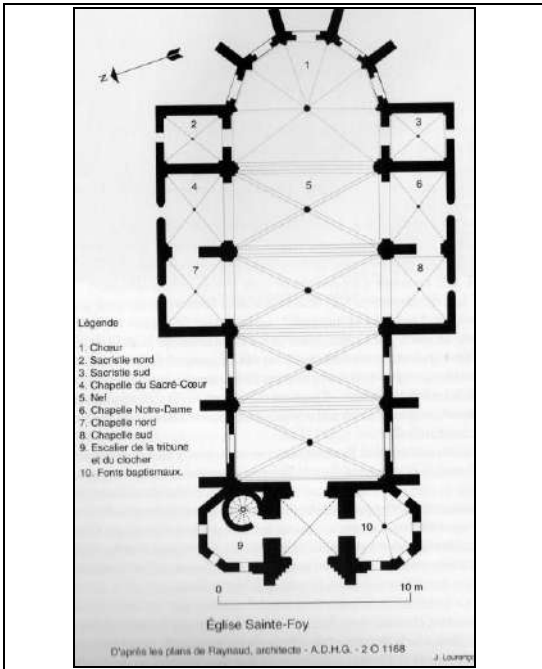 N
1
2
3
4
5
6
7
8
Légende
1. Chœur
2. Sacristie nord
3. Sacristie sud
4. Chapelle du Sacré-Cœur
5. Nef
6. Chapelle Notre-Dame
7. Chapelle nord
8. Chapelle sud
9. Escalier de la tribune
et du clocher
10. Fonts baptismaux.
9
10
0 10 m
Église Sainte-Foy
D'après les plans de Raynaud, architecte - A.D.H.G. - 2 O 1168
J.